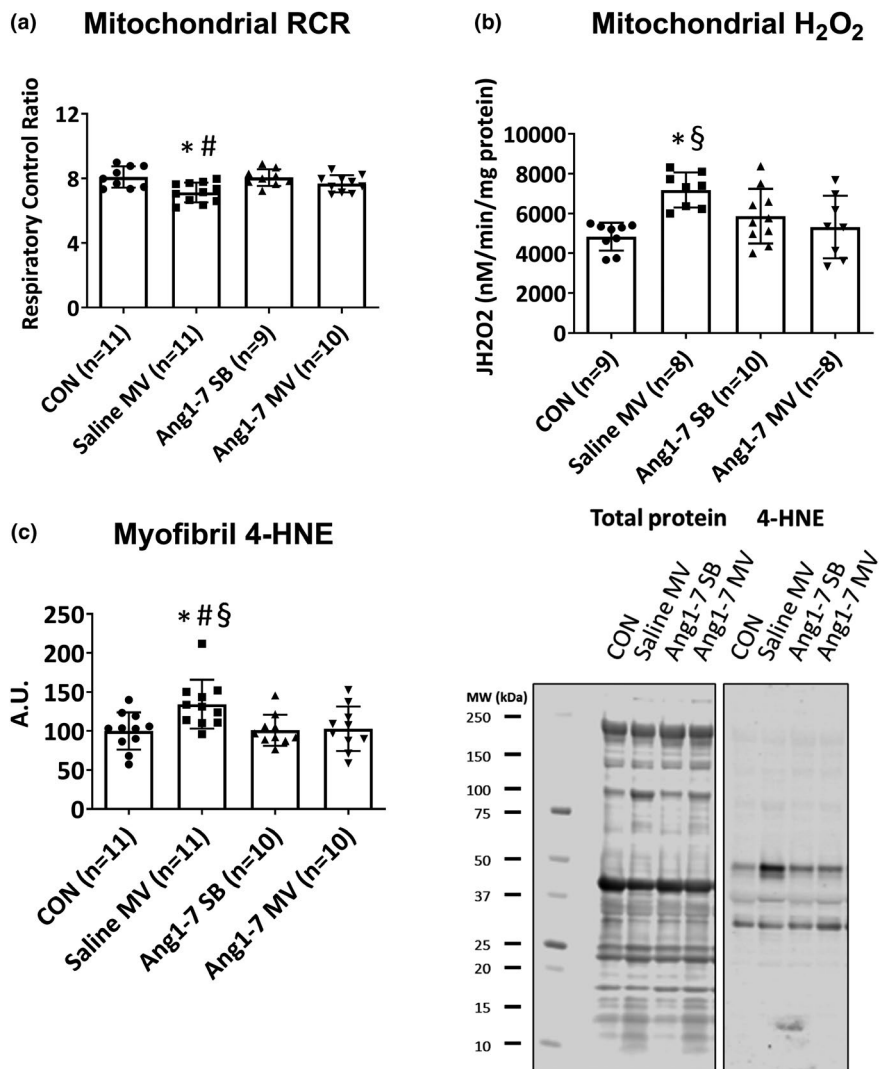 (a) Mitochondrial RCR
Respiratory Control Ratio
12
8
4
0
* #
CON (n=11)
Saline MV (n=11)
Ang1-7 SB (n=9)
Ang1-7 MV (n=10)
(b) Mitochondrial H₂O₂
JH2O2 (nM/min/mg protein)
10000
8000
6000
4000
2000
0
* §
CON (n=9)
Saline MV (n=8)
Ang1-7 SB (n=10)
Ang1-7 MV (n=8)
(c) Myofibril 4-HNE
A.U.
250
200
150
100
50
0
* # §
CON (n=11)
Saline MV (n=11)
Ang1-7 SB (n=10)
Ang1-7 MV (n=10)
Total protein 4-HNE
CON
Saline MV
Ang1-7 SB
Ang1-7 MV
CON
Saline MV
Ang1-7 SB
Ang1-7 MV
MW (kDa)
250
150
100
75
50
37
25
20
15
10